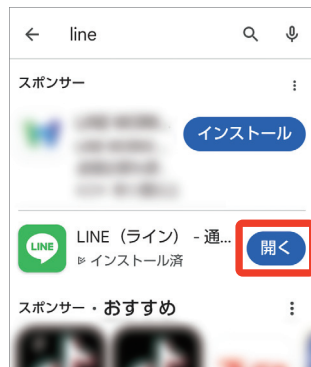 line
スポンサー
インストール
LINE
LINE（ライン） - 通...
インストール済
開く
スポンサー・おすすめ